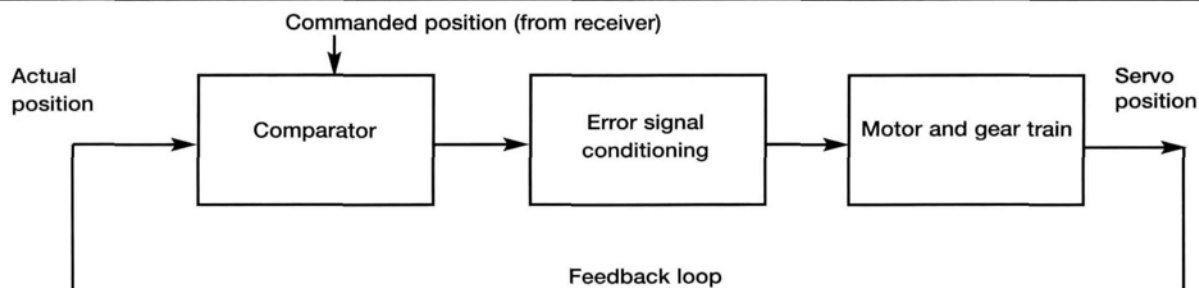 Commanded position (from receiver)
Actual
position
Comparator
Error signal
conditioning
Motor and gear train
Servo
position
Feedback loop